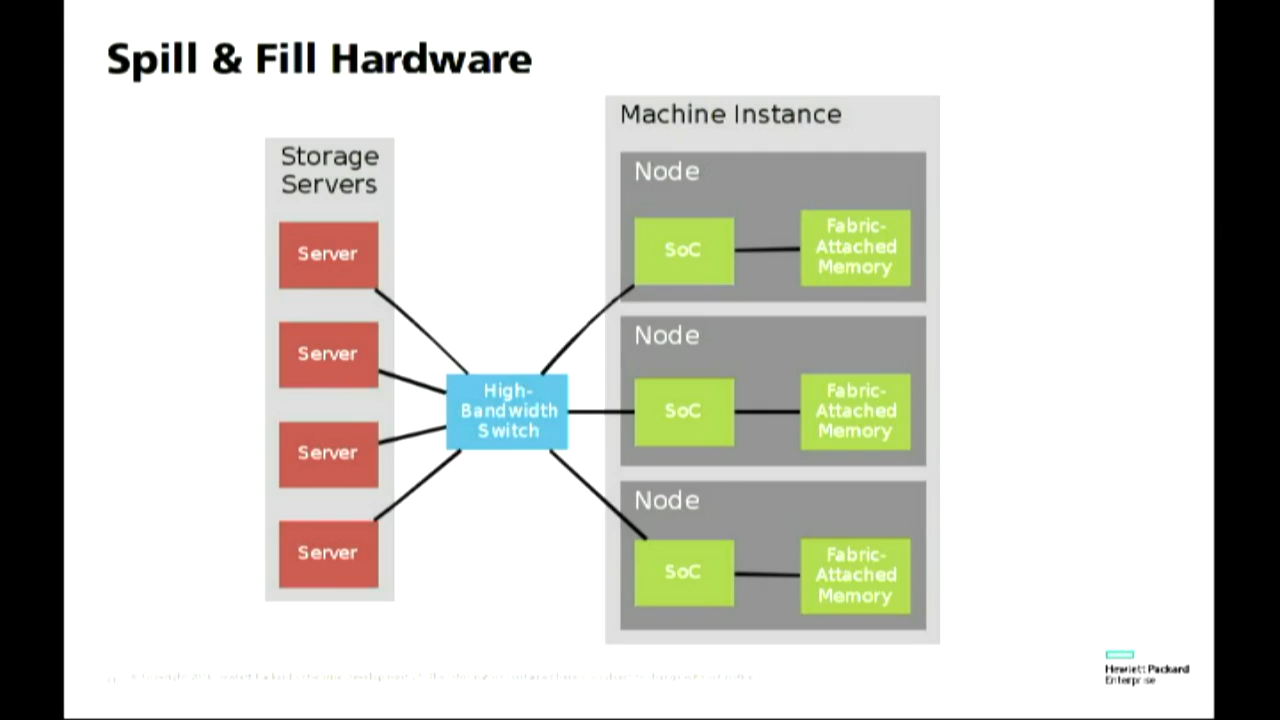 Spill & Fill Hardware
Storage
Servers
Server
Server
Server
Server
High-
Bandwidth
Switch
Machine Instance
Node
SoC
Fabric-
Attached
Memory
Node
SoC
Fabric-
Attached
Memory
Node
SoC
Fabric-
Attached
Memory
Hewlett Packard
Enterprise